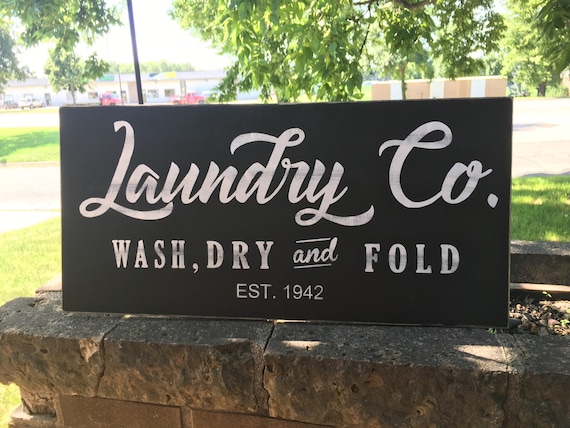 Laundry Co.
WASH, DRY and FOLD
EST. 1942